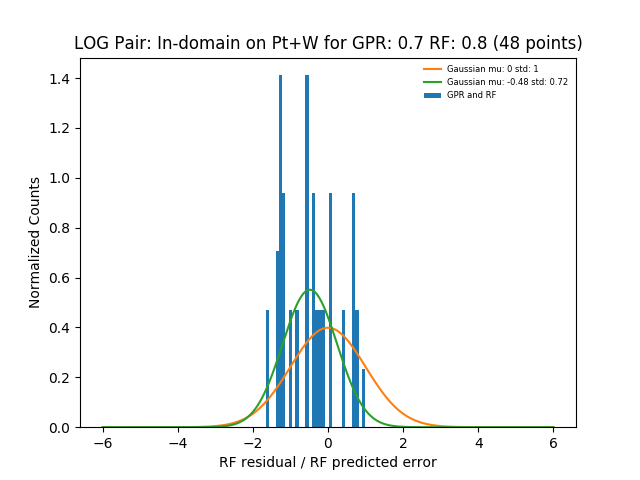 LOG Pair: In-domain on Pt+W for GPR: 0.7 RF: 0.8 (48 points)
Gaussian mu: 0 std: 1
Gaussian mu: -0.48 std: 0.72
GPR and RF
Normalized Counts
1.4
1.2
1.0
0.8
0.6
0.4
0.2
0.0
−6 −4 −2 0 2 4 6
RF residual / RF predicted error